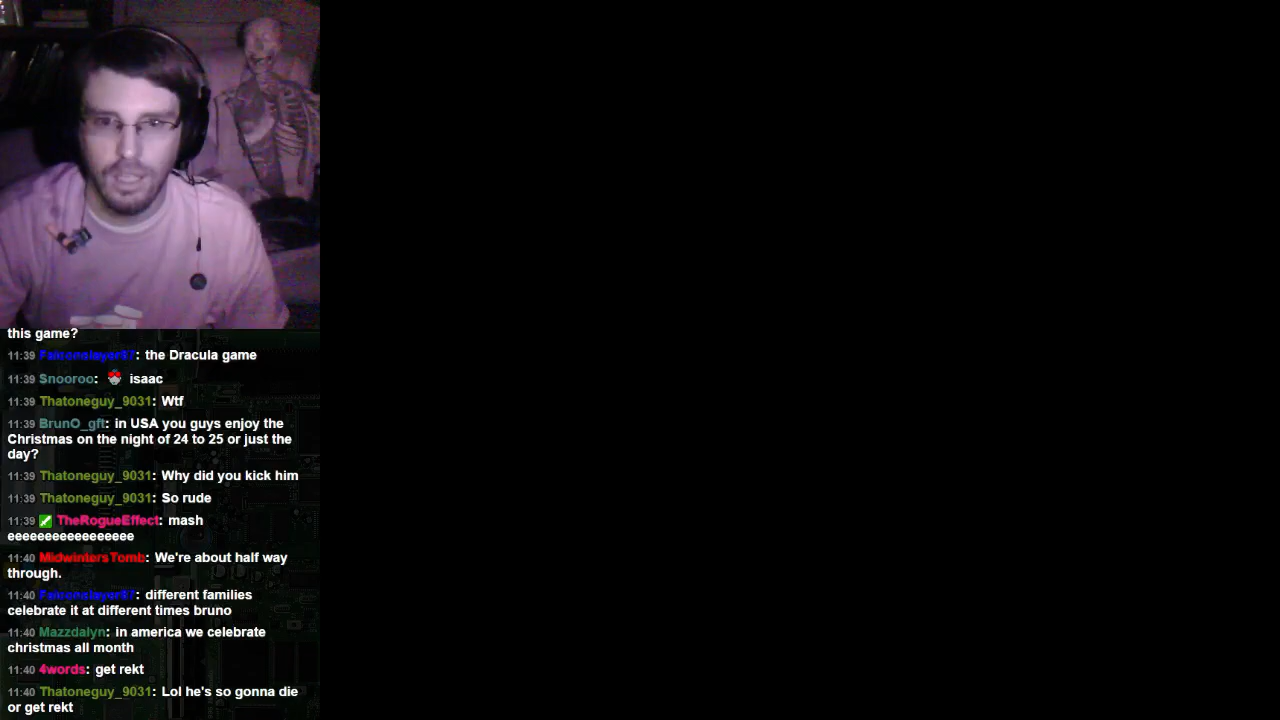 this game?
11:39 : the Dracula game
11:39 Snooroo: isaac
11:39 Thatoneguy_9031: Wtf
11:39 BrunO_gft: in USA you guys enjoy the
Christmas on the night of 24 to 25 or just the
day?
11:39 Thatoneguy_9031: Why did you kick him
11:39 Thatoneguy_9031: So rude
11:39 TheRogueEffect: mash
eeeeeeeeeeeeeeeee
11:40 MidwintersTomb: We're about half way
through.
11:40 : different families
celebrate it at different times bruno
11:40 Mazzdalyn: in america we celebrate
christmas all month
11:40 4words: get rekt
11:40 Thatoneguy_9031: Lol he's so gonna die
or get rekt